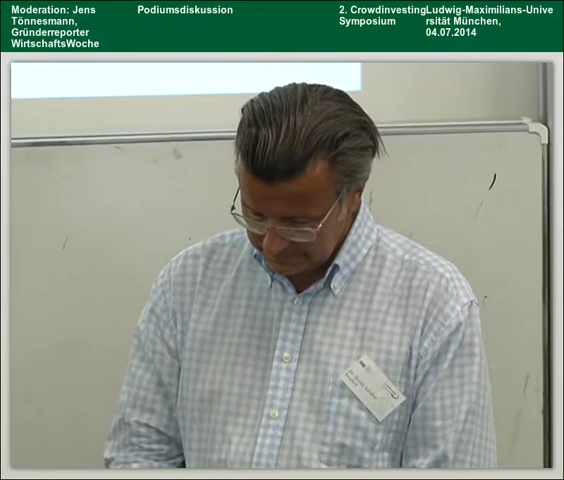 Moderation: Jens
Tönnesmann,
Gründerreporter
WirtschaftsWoche
Podiumsdiskussion
2. Crowdinvesting
Symposium
Ludwig-Maximilians-Unive
rsität München,
04.07.2014